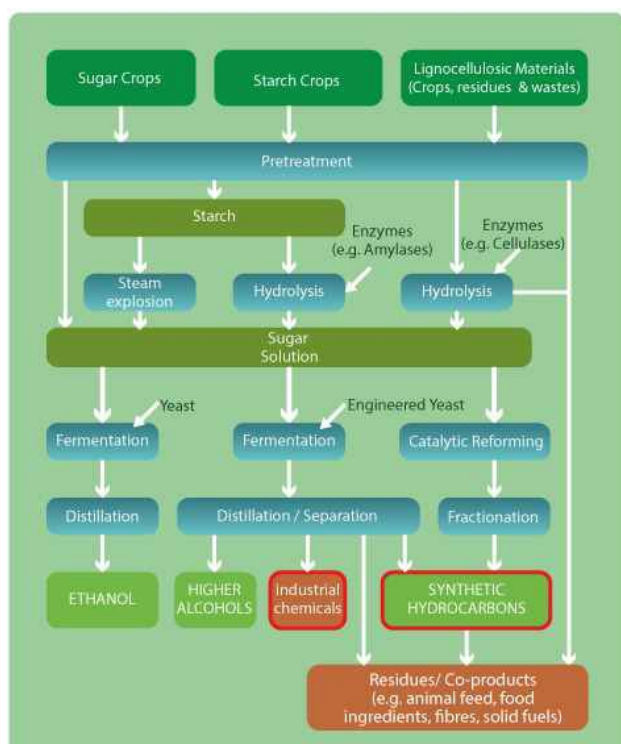 Sugar Crops
Starch Crops
Lignocellulosic Materials
(Crops, residues & wastes)
Pretreatment
Starch
Enzymes
(e.g. Amylases)
Enzymes
(e.g. Cellulases)
Steam
explosion
Hydrolysis
Hydrolysis
Sugar
Solution
Yeast
Engineered Yeast
Fermentation
Fermentation
Catalytic Reforming
Distillation
Distillation / Separation
Fractionation
ETHANOL
HIGHER
ALCOHOLS
Industrial
chemicals
SYNTHETIC
HYDROCARBONS
Residues/ Co-products
(e.g. animal feed, food
ingredients, fibres, solid fuels)